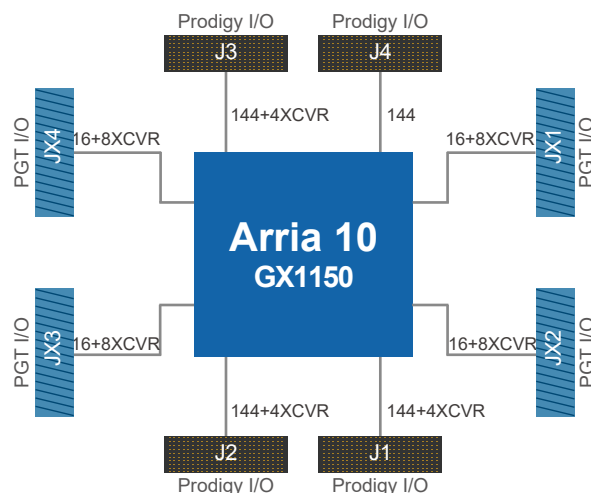 Prodigy I/O
Prodigy I/O
J3
J4
144+4XCVR
144
PGT I/O
JX4
16+8XCVR
16+8XCVR
JX1
PGT I/O
Arria 10
GX1150
PGT I/O
JX3
16+8XCVR
16+8XCVR
JX2
PGT I/O
144+4XCVR
144+4XCVR
J2
J1
Prodigy I/O
Prodigy I/O